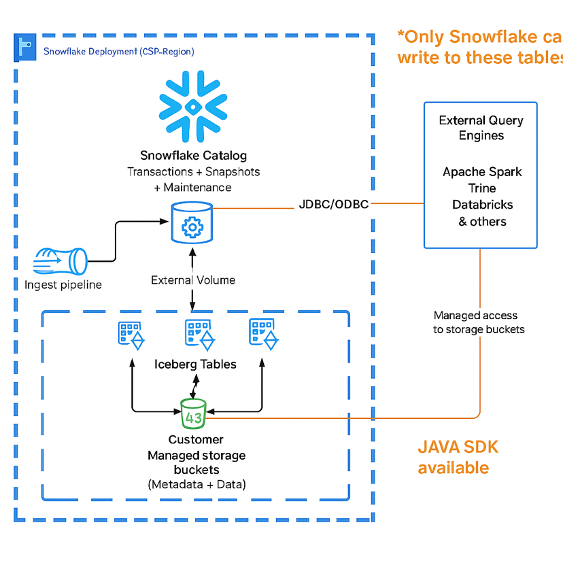 Snowflake Deployment (CSP-Region)
*Only Snowflake ca
write to these tables
Snowflake Catalog
Transactions + Snapshots
+ Maintenance
External Query
Engines
Apache Spark
Trine
Databricks
& others
JDBC/ODBC
Ingest pipeline
External Volume
Managed access
to storage buckets
Iceberg Tables
43
Customer
Managed storage
buckets
(Metadata + Data)
JAVA SDK
available